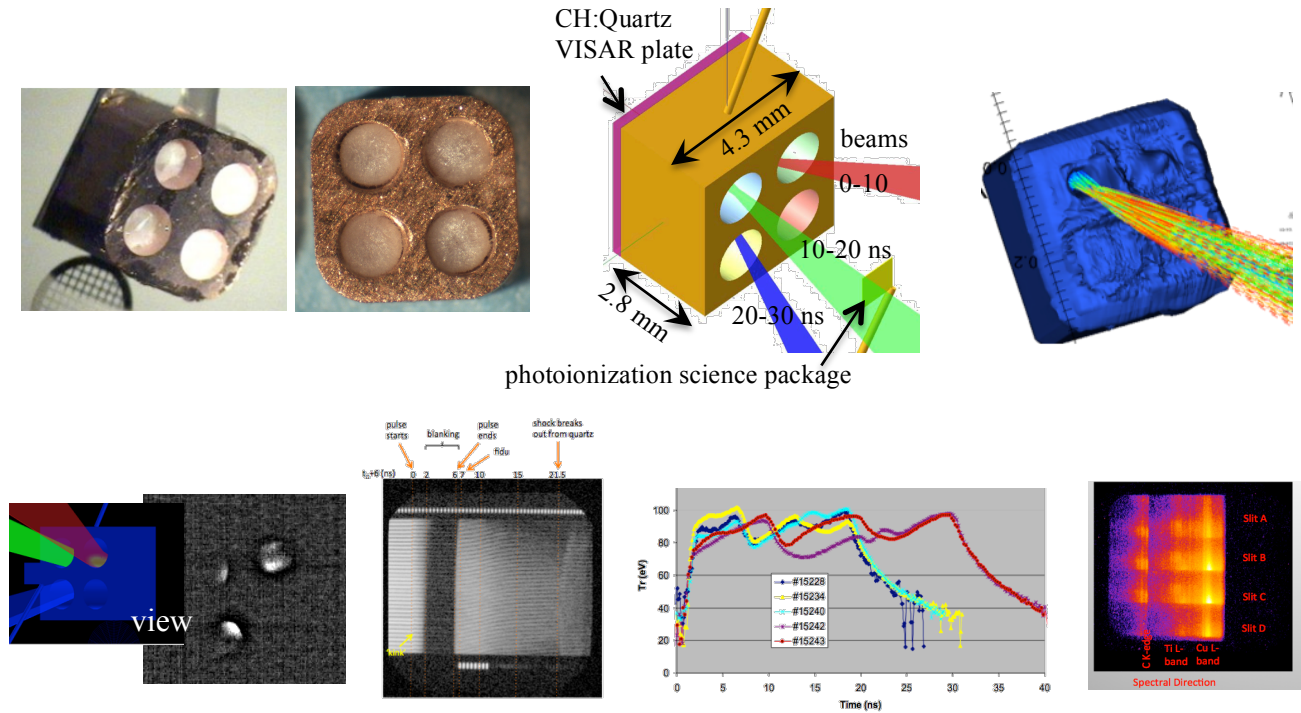 CH:Quartz
VISAR plate
4.3 mm
beams
0-10
10-20 ns
20-30 ns
2.8 mm
photoionization science package
0.2
view
pulse
starts
blanking
pulse
ends
fidu
shock breaks
out from quartz
0 2 6.7 10 15 21.5
kink
Tr (eV)
120
100
80
60
40
20
0
#15228
#15234
#15240
#15242
#15243
0 5 10 15 20 25 30 35 40
Time (ns)
Slit A
Slit B
Slit C
Slit D
C K-edge
Ti L-
band
Cu L-
band
Spectral Direction